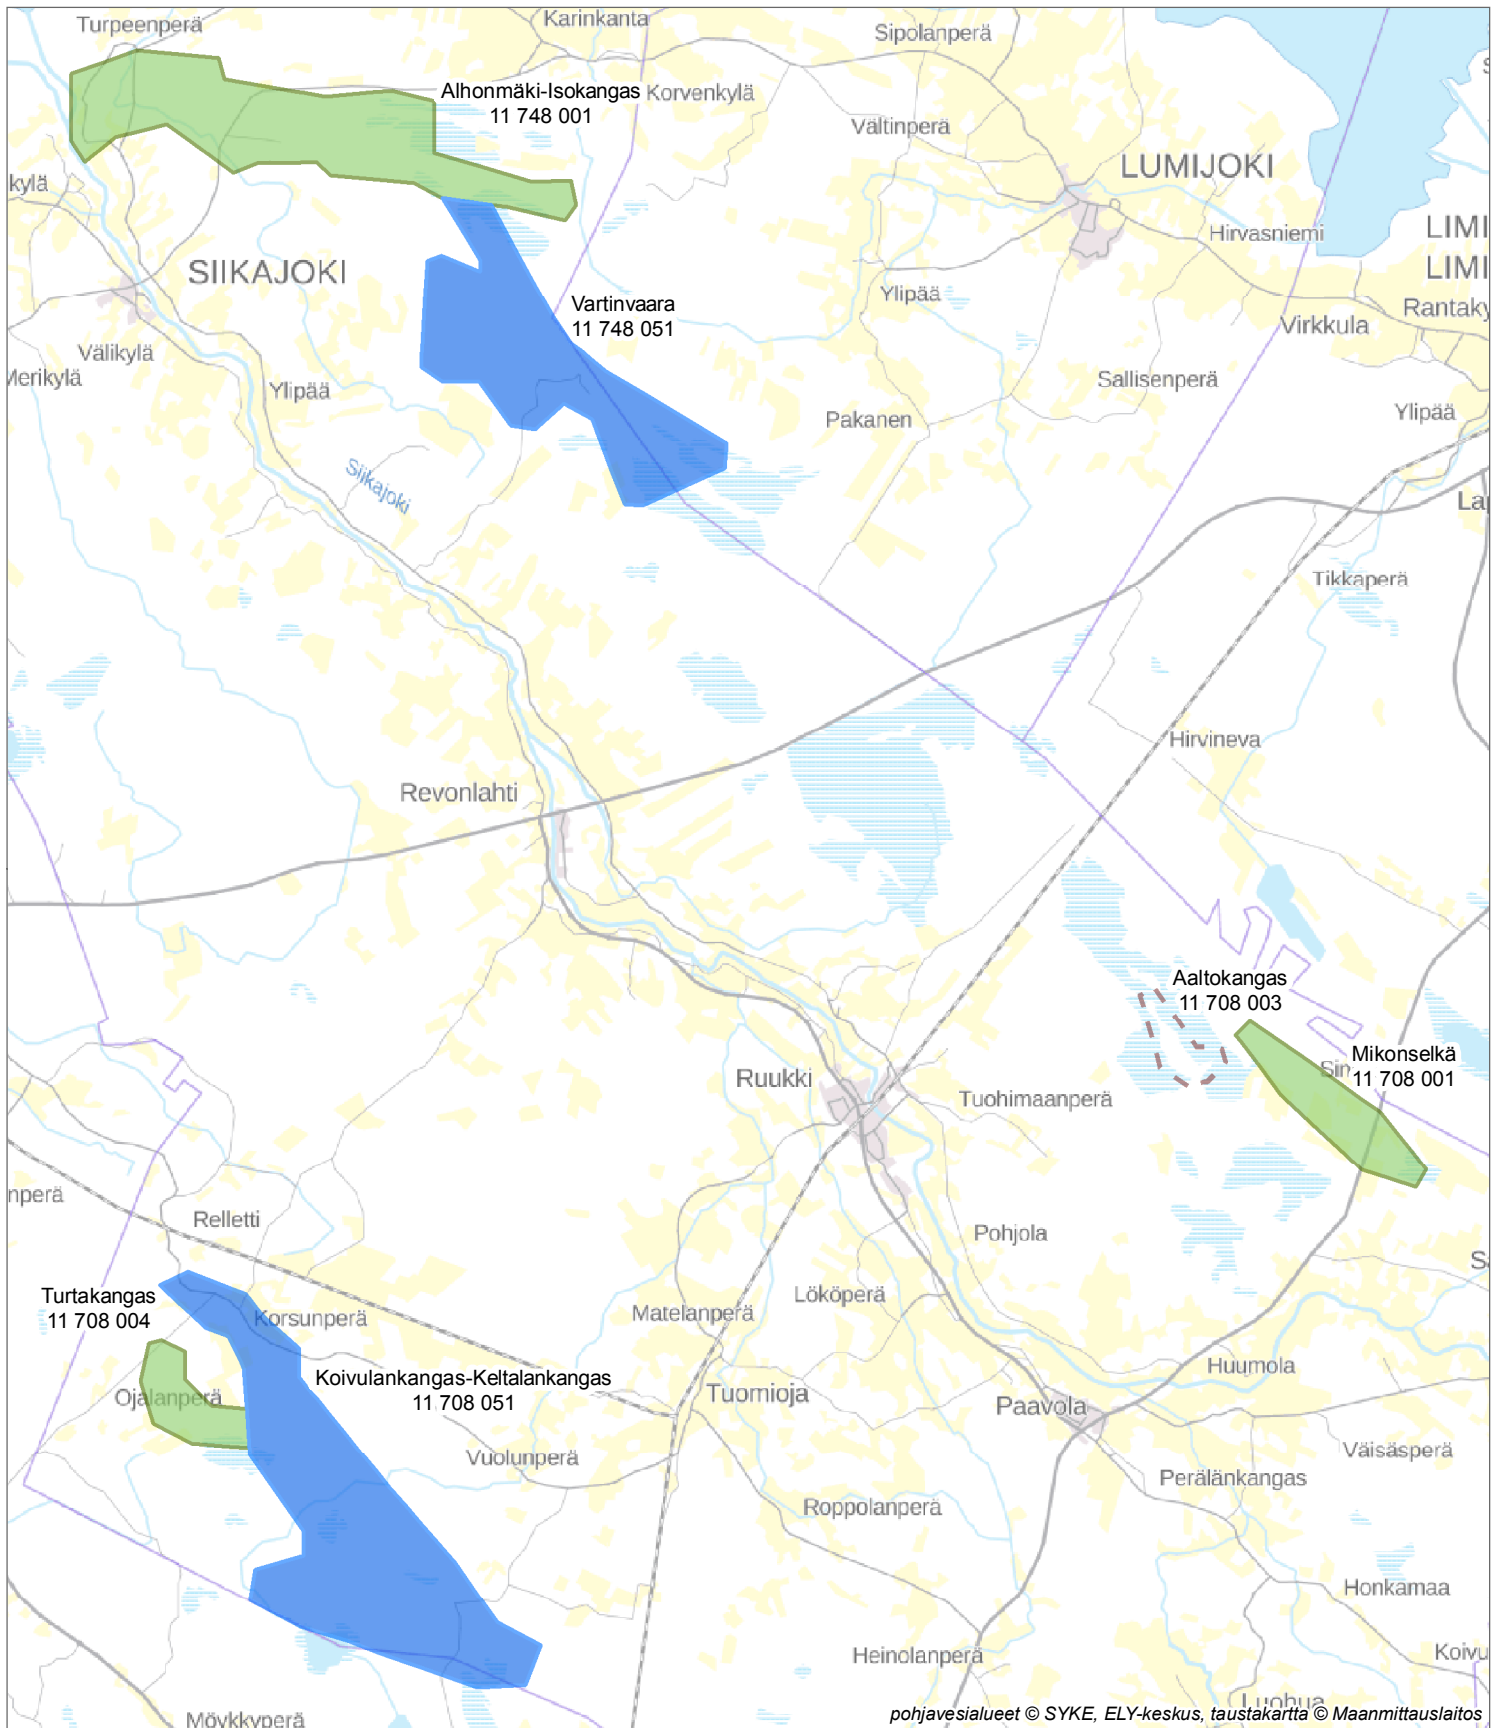 Turpeenperä
Karinkanta
Sipolanperä
Alhonmäki-Isokangas
11 748 001
Korvenkylä
Vältinperä
LUMIJOKI
kylä
Hirvasniemi
LIMI
LIMI
SIIKAJOKI
Ylipää
Vartinvaara
11 748 051
Rantaky
Virkkula
Välikylä
Merikylä
Ylipää
Sallisenperä
Pakanen
Ylipää
Siikajoki
Lap
Tikkaperä
Hirvineva
Revonlahti
Aaltokangas
11 708 003
Mikonselkä
11 708 001
Sin
Ruukki
Tuohimaanperä
nperä
Relletti
Pohjola
Turtakangas
11 708 004
Lököperä
Matelanperä
Korsunperä
Huumola
Koivulankangas-Keltalankangas
11 708 051
Ojalanperä
Tuomioja
Paavola
Vuolunperä
Väisäsperä
Perälänkangas
Roppolanperä
Honkamaa
Heinolanperä
Koivu
Luohua
Möykkyperä
pohjavesialueet © SYKE, ELY-keskus, taustakartta © Maanmittauslaitos